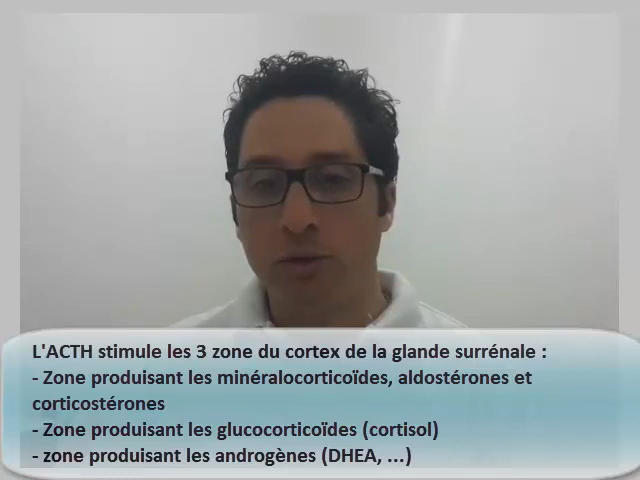 L'ACTH stimule les 3 zone du cortex de la glande surrénale :
- Zone produisant les minéralocorticoïdes, aldostérones et
corticostérones
- Zone produisant les glucocorticoïdes (cortisol)
- zone produisant les androgènes (DHEA, ...)